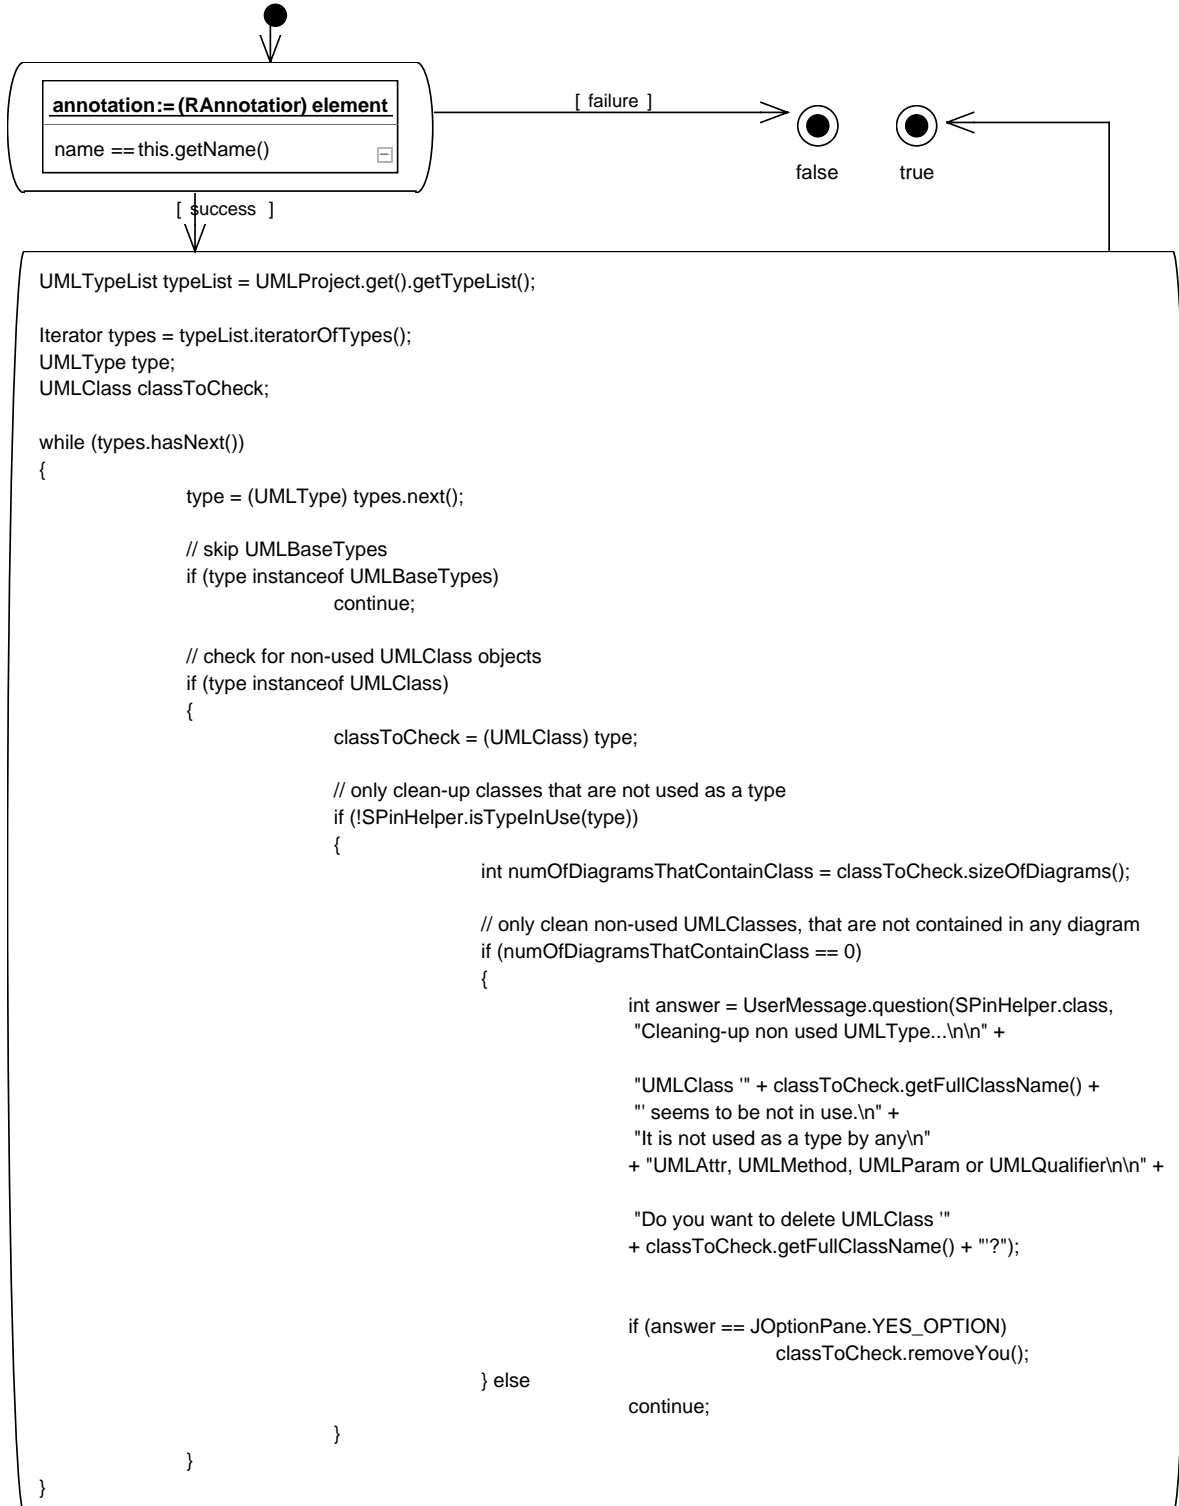 annotation:= (RAnnotatior) element
name == this.getName()
[ failure ]
false
true
[ success ]
UMLTypeList typeList = UMLProject.get().getTypeList();
Iterator types = typeList.iteratorOfTypes();
UMLType type;
UMLClass classToCheck;
while (types.hasNext())
{
type = (UMLType) types.next();
// skip UMLBaseTypes
if (type instanceof UMLBaseTypes)
continue;
// check for non-used UMLClass objects
if (type instanceof UMLClass)
{
classToCheck = (UMLClass) type;
// only clean-up classes that are not used as a type
if (!SPinHelper.isTypeInUse(type))
{
int numOfDiagramsThatContainClass = classToCheck.sizeOfDiagrams();
// only clean non-used UMLClasses, that are not contained in any diagram
if (numOfDiagramsThatContainClass == 0)
{
int answer = UserMessage.question(SPinHelper.class,
"Cleaning-up non used UMLType...\n\n" +
"UMLClass '" + classToCheck.getFullClassName() +
"' seems to be not in use.\n" +
"It is not used as a type by any\n"
+ "UMLAttr, UMLMethod, UMLParam or UMLQualifier\n\n" +
"Do you want to delete UMLClass '"
+ classToCheck.getFullClassName() + "'?");
if (answer == JOptionPane.YES_OPTION)
classToCheck.removeYou();
} else
continue;
}
}
}